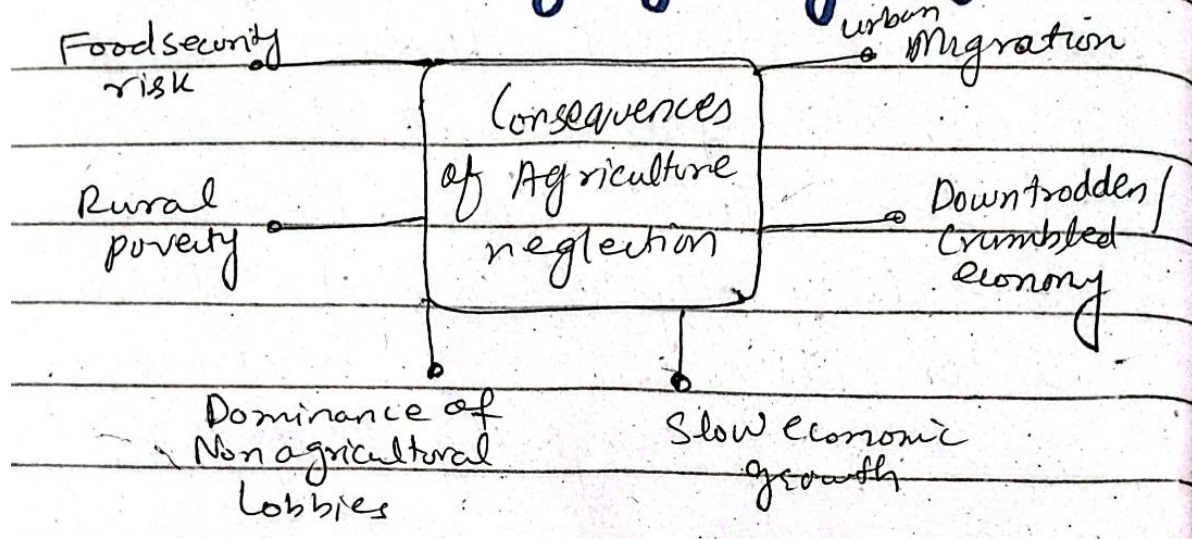 Food security
risk
urban
Migration
Consequences
of Agriculture
neglection
Rural
poverty
Downtrodden/
Crumbled
economy
Dominance of
Non agricultural
Lobbies
Slow economic
growth